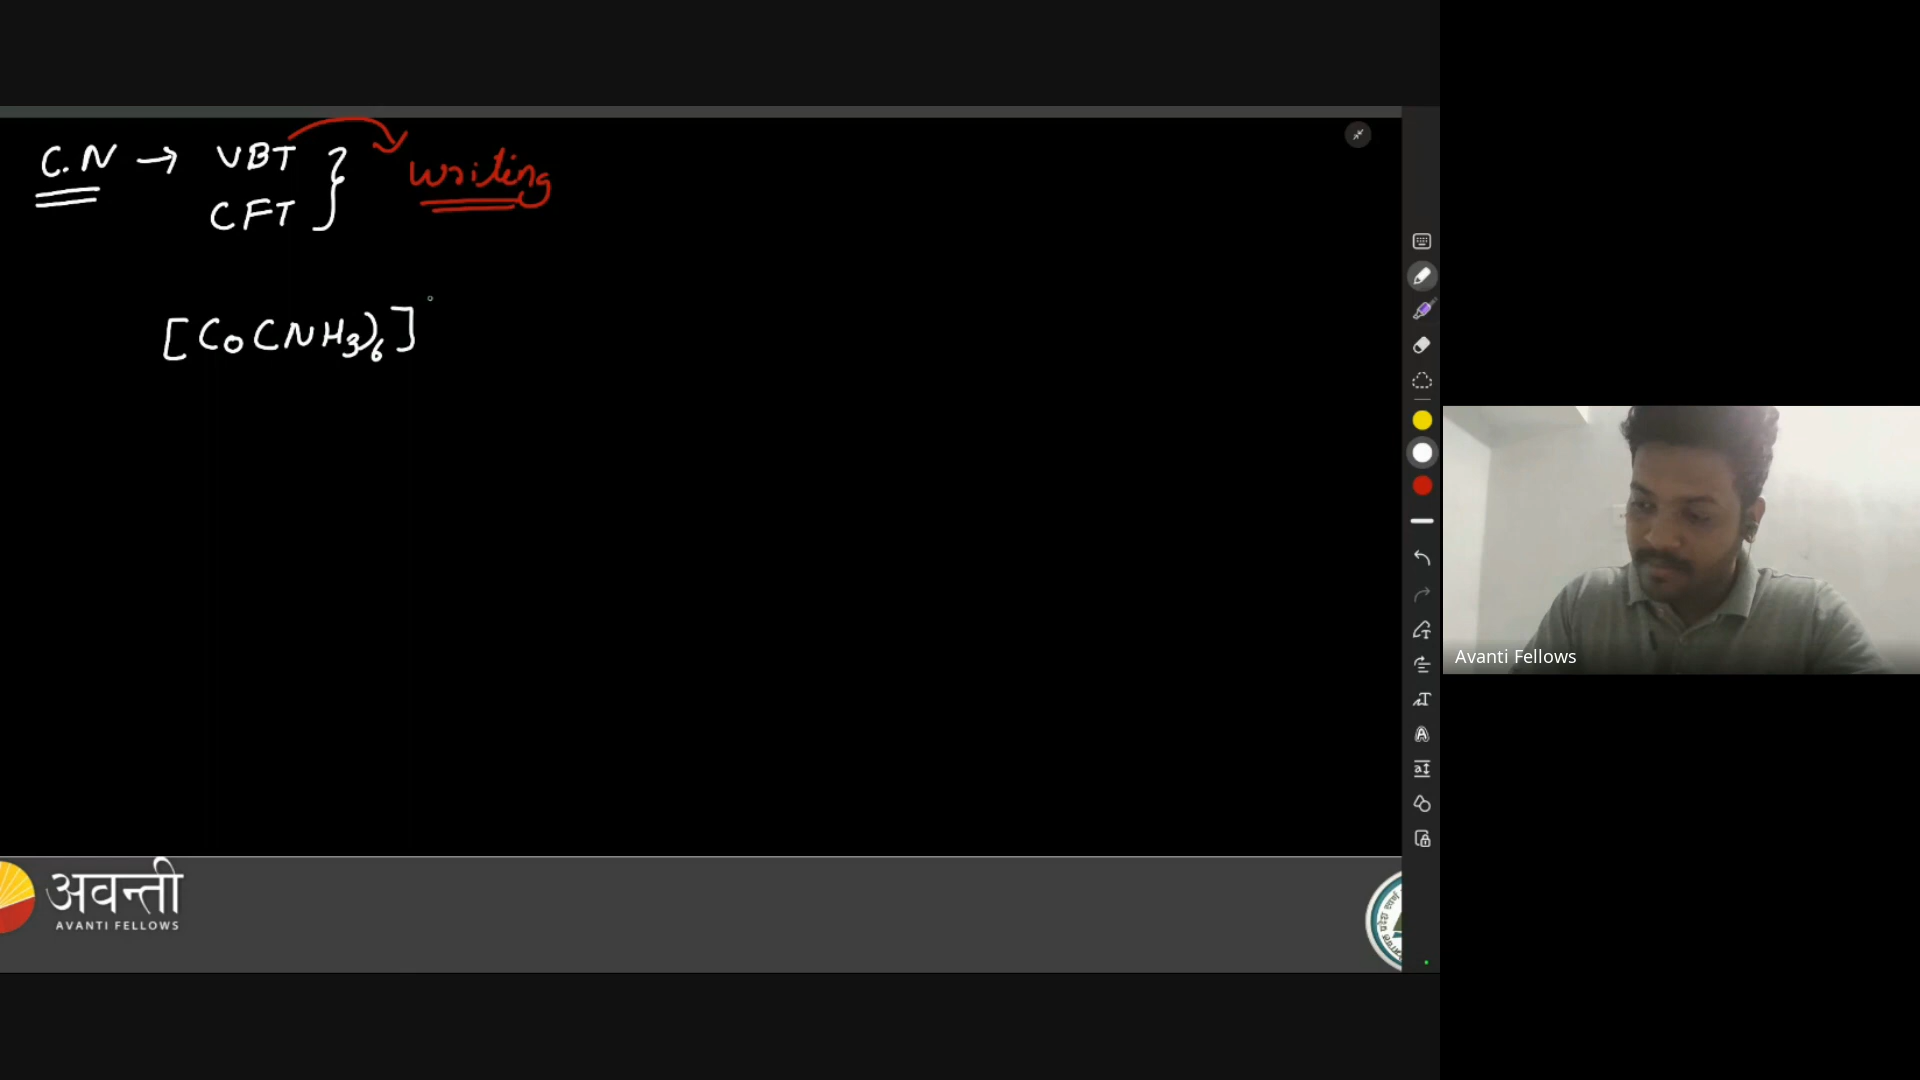 C.N → VBT
CFT
Writing
[Co(NH3)6]
Avanti Fellows
अवन्ती
AVANTI FELLOWS